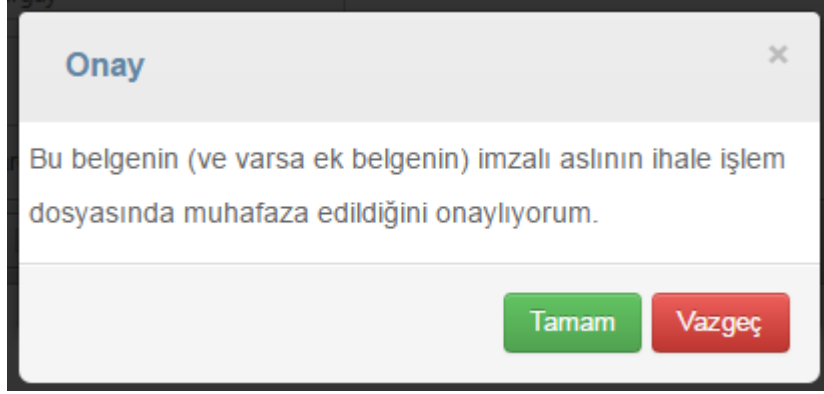 Onay
×
Bu belgenin (ve varsa ek belgenin) imzalı aslının ihale işlem
dosyasında muhafaza edildiğini onaylıyorum.
Tamam Vazgeç